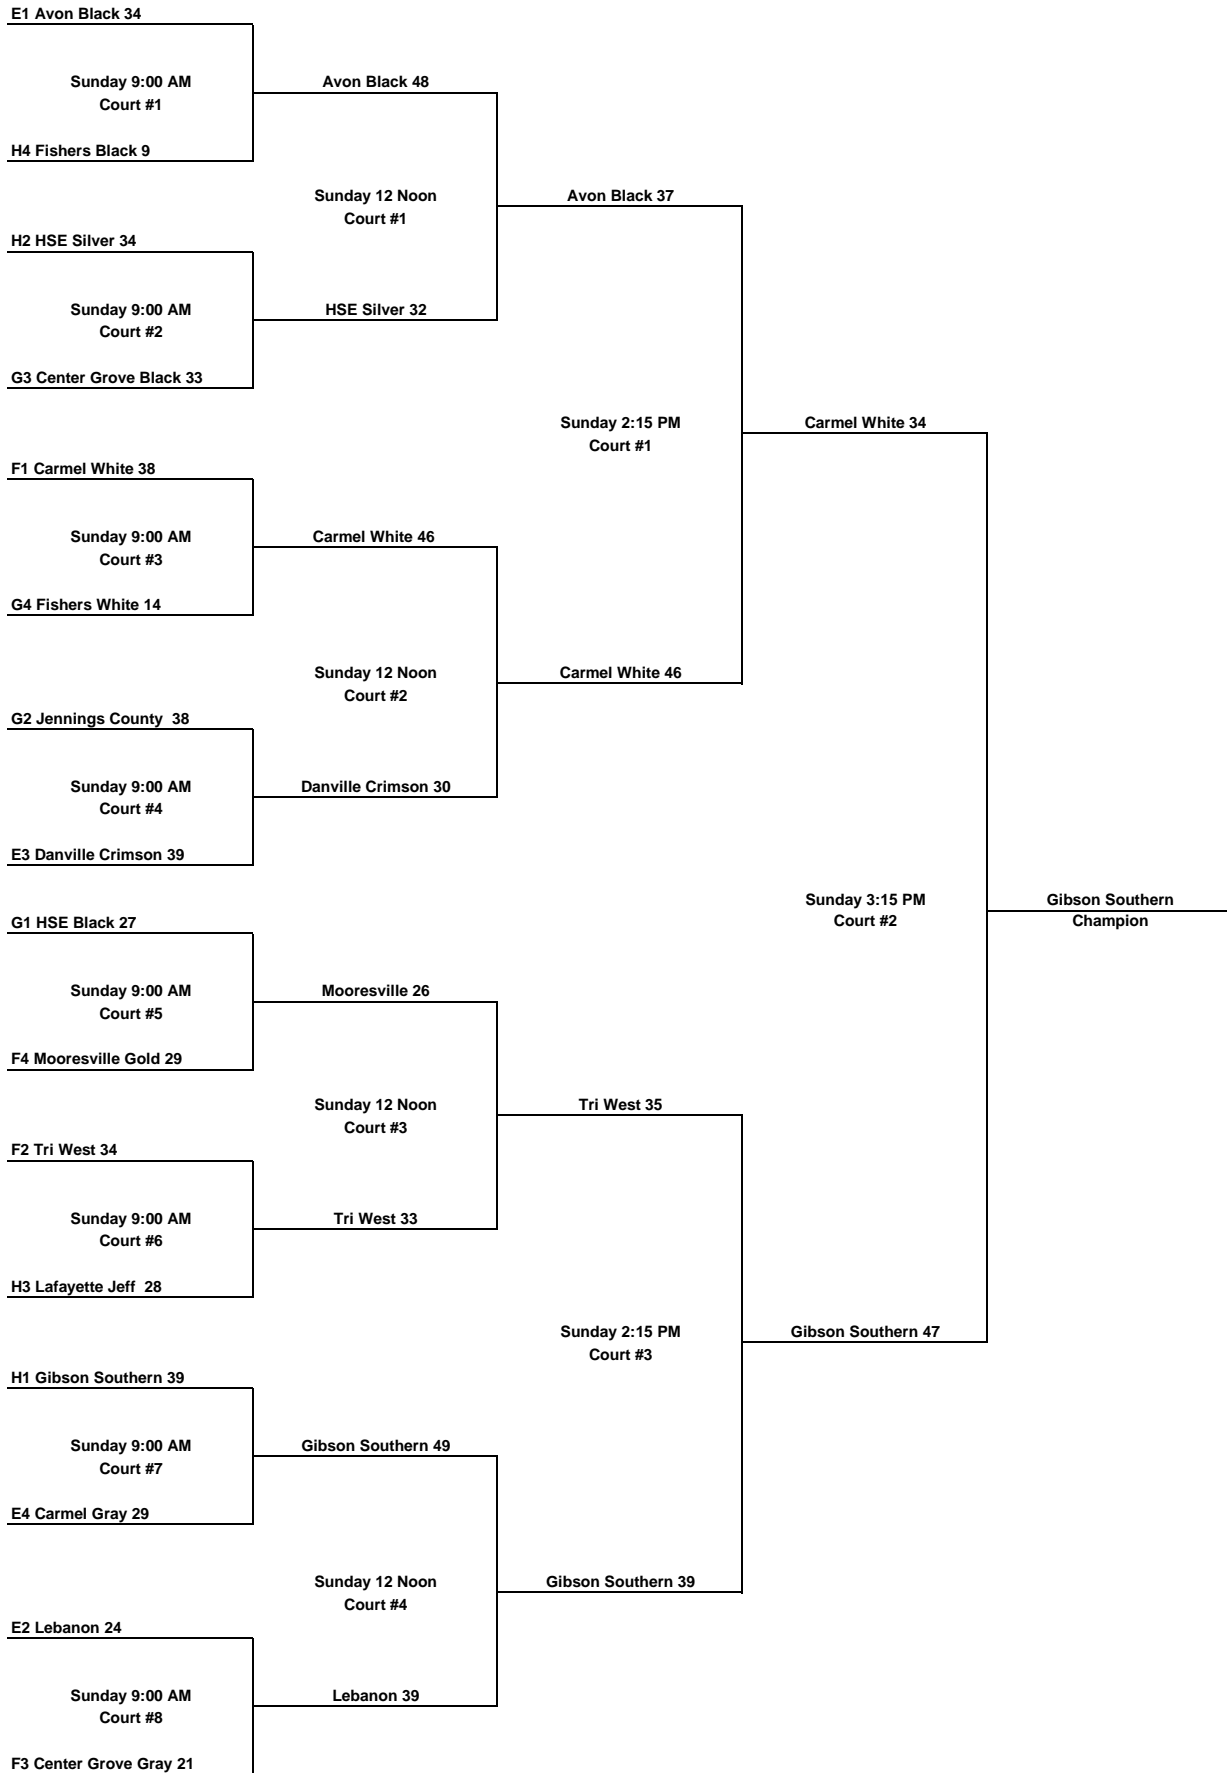 E1 Avon Black 34
Sunday 9:00 AM
Court #1
Avon Black 48
H4 Fishers Black 9
Sunday 12 Noon
Court #1
Avon Black 37
H2 HSE Silver 34
Sunday 9:00 AM
Court #2
HSE Silver 32
G3 Center Grove Black 33
Sunday 2:15 PM
Court #1
Carmel White 34
F1 Carmel White 38
Sunday 9:00 AM
Court #3
Carmel White 46
G4 Fishers White 14
Sunday 12 Noon
Court #2
Carmel White 46
G2 Jennings County  38
Sunday 9:00 AM
Court #4
Danville Crimson 30
E3 Danville Crimson 39
Sunday 3:15 PM
Court #2
Gibson Southern
Champion
G1 HSE Black 27
Sunday 9:00 AM
Court #5
Mooresville 26
F4 Mooresville Gold 29
Sunday 12 Noon
Court #3
Tri West 35
F2 Tri West 34
Sunday 9:00 AM
Court #6
Tri West 33
H3 Lafayette Jeff  28
Sunday 2:15 PM
Court #3
Gibson Southern 47
H1 Gibson Southern 39
Sunday 9:00 AM
Court #7
Gibson Southern 49
E4 Carmel Gray 29
Sunday 12 Noon
Court #4
Gibson Southern 39
E2 Lebanon 24
Sunday 9:00 AM
Court #8
Lebanon 39
F3 Center Grove Gray 21